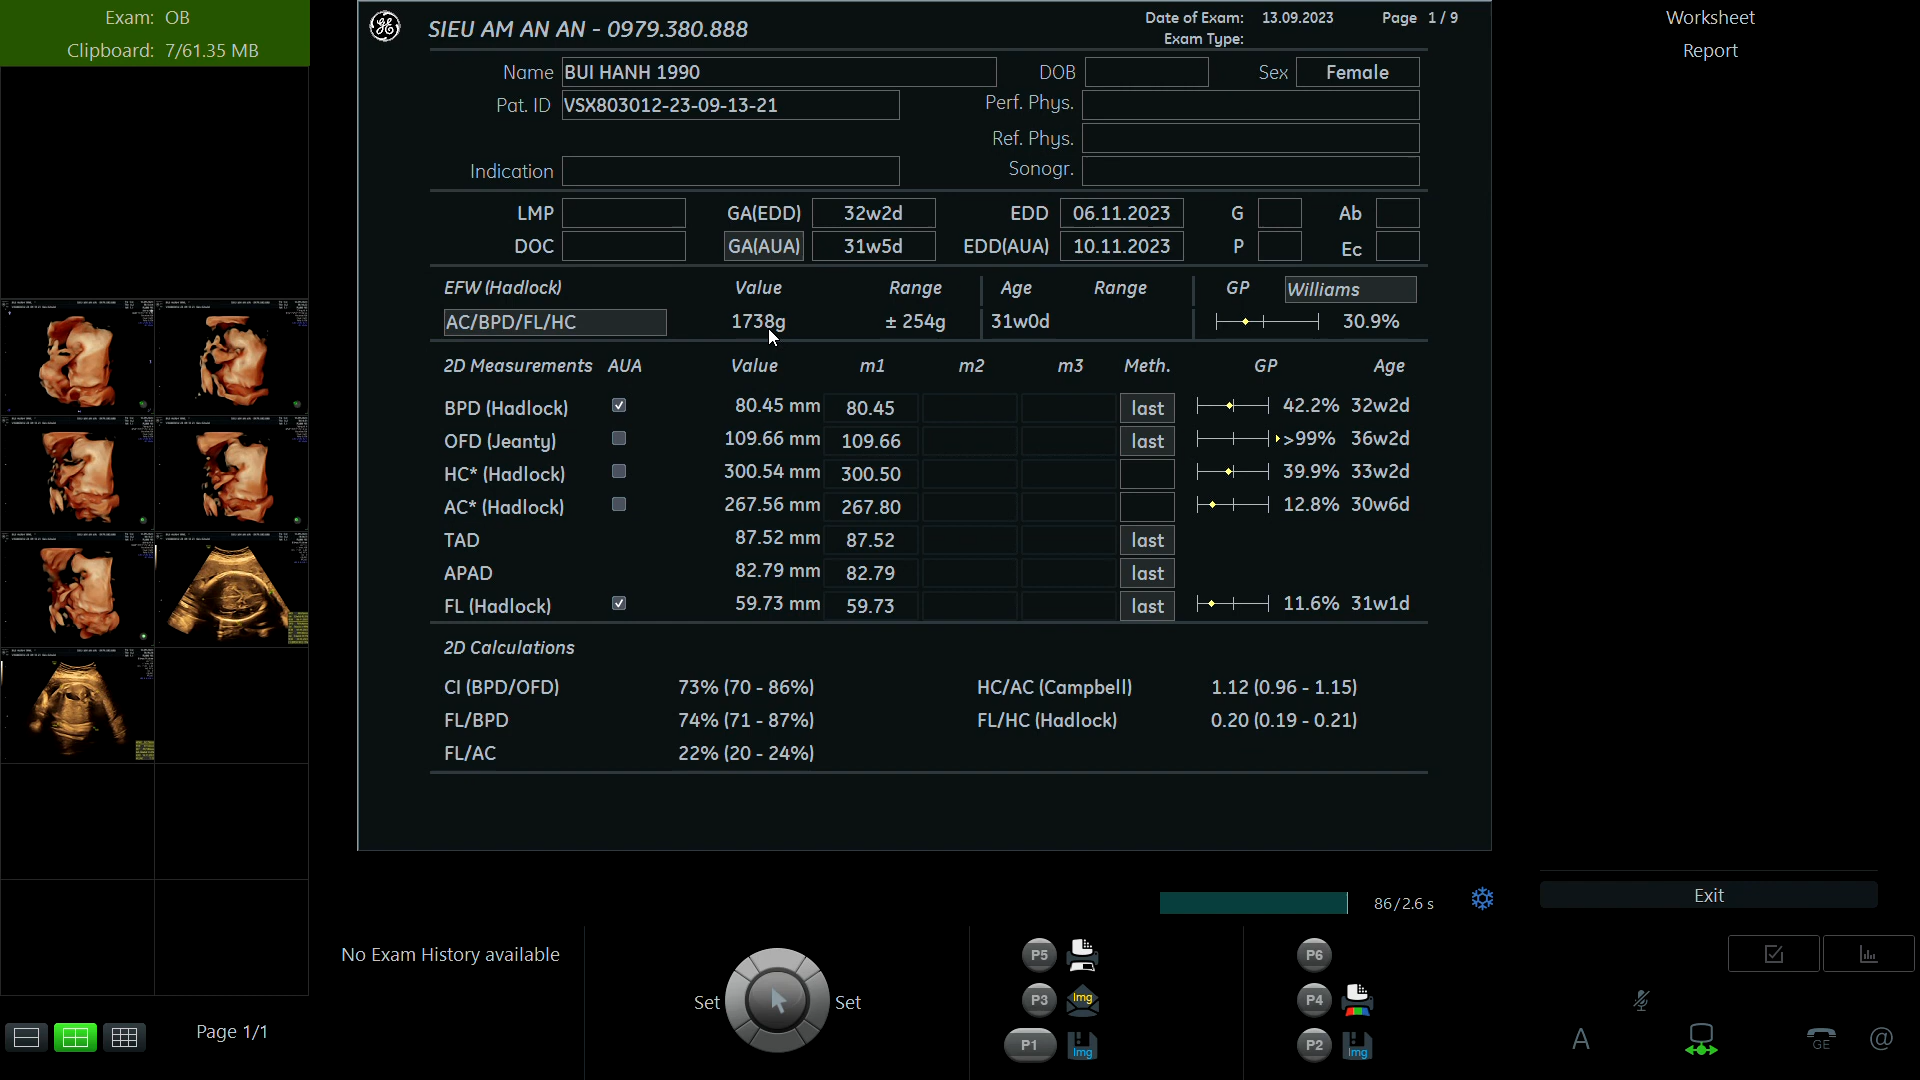 Exam: OB
Clipboard: 7/61.35 MB
SIEU AM AN AN - 0979.380.888
Date of Exam: 13.09.2023 Page 1 / 9
Exam Type:
Name BUI HANH 1990 DOB Sex Female
Pat. ID VSX803012-23-09-13-21 Perf. Phys.
Ref. Phys.
Indication Sonogr.
LMP GA(EDD) 32w2d EDD 06.11.2023 G Ab
DOC GA(AUA) 31w5d EDD(AUA) 10.11.2023 P Ec
EFW (Hadlock) Value Range Age Range GP Williams
AC/BPD/FL/HC 1738g ± 254g 31w0d 30.9%
2D Measurements AUA Value m1 m2 m3 Meth. GP Age
BPD (Hadlock) 80.45 mm 80.45 last 42.2% 32w2d
OFD (Jeanty) 109.66 mm 109.66 last >99% 36w2d
HC* (Hadlock) 300.54 mm 300.50 39.9% 33w2d
AC* (Hadlock) 267.56 mm 267.80 12.8% 30w6d
TAD 87.52 mm 87.52 last
APAD 82.79 mm 82.79 last
FL (Hadlock) 59.73 mm 59.73 last 11.6% 31w1d
2D Calculations
CI (BPD/OFD) 73% (70 - 86%) HC/AC (Campbell) 1.12 (0.96 - 1.15)
FL/BPD 74% (71 - 87%) FL/HC (Hadlock) 0.20 (0.19 - 0.21)
FL/AC 22% (20 - 24%)
Worksheet
Report
86/2.6 s
Exit
No Exam History available
Set Set
P5 P6
P3 Img P4
P1 Img P2 Img
A GE @
Page 1/1